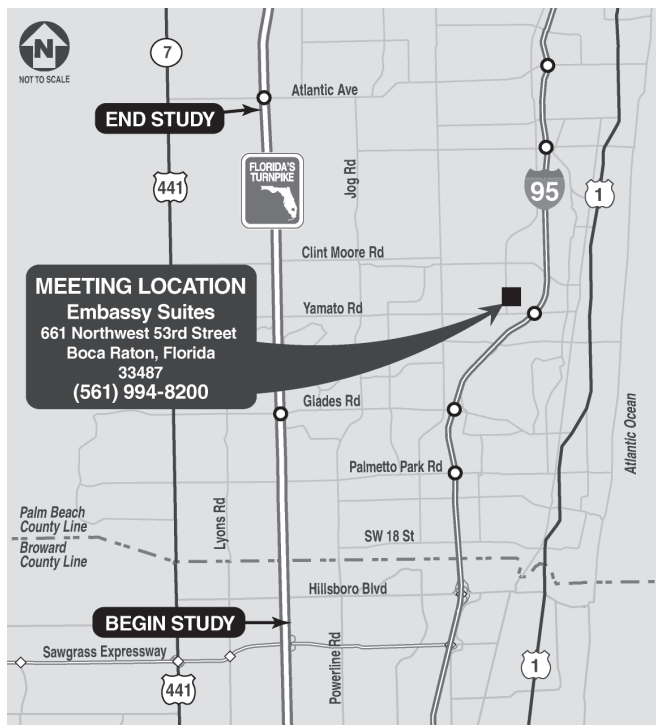 N
NOT TO SCALE
7
Atlantic Ave
END STUDY
FLORIDA'S
TURNPIKE
441
Jog Rd
95
1
Clint Moore Rd
MEETING LOCATION
Embassy Suites
661 Northwest 53rd Street
Boca Raton, Florida
33487
(561) 994-8200
Yamato Rd
Glades Rd
Atlantic Ocean
Palmetto Park Rd
Lyons Rd
Palm Beach
County Line
Broward
County Line
SW 18 St
Hillsboro Blvd
BEGIN STUDY
Sawgrass Expressway
Powerline Rd
441
1